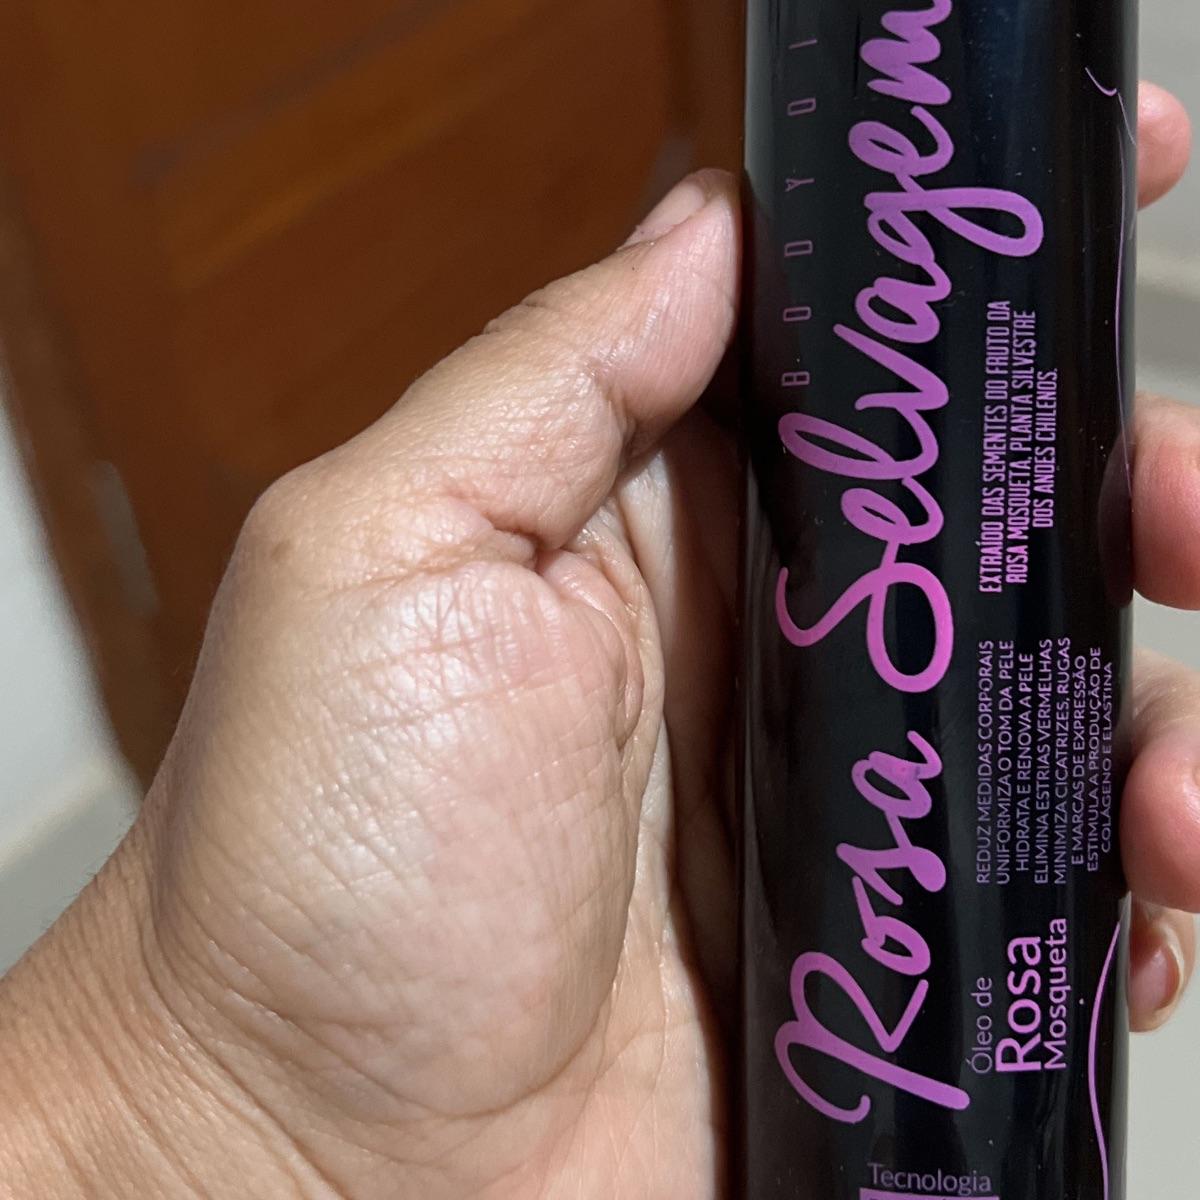 BODY OI
Rosa Selvagem
EXTRAÍDO DAS SEMENTES DO FRUTO DA
ROSA MOSQUETA, PLANTA SILVESTRE
DOS ANDES CHILENOS.
REDUZ MEDIDAS CORPORAIS
UNIFORMIZA O TOM DA PELE
HIDRATA E RENOVA A PELE
ELIMINA ESTRIAS VERMELHAS
MINIMIZA CICATRIZES, RUGAS
E MARCAS DE EXPRESSÃO
ESTIMULA A PRODUÇÃO DE
COLÁGENO E ELASTINA
Óleo de
Rosa
Mosqueta
Tecnologia